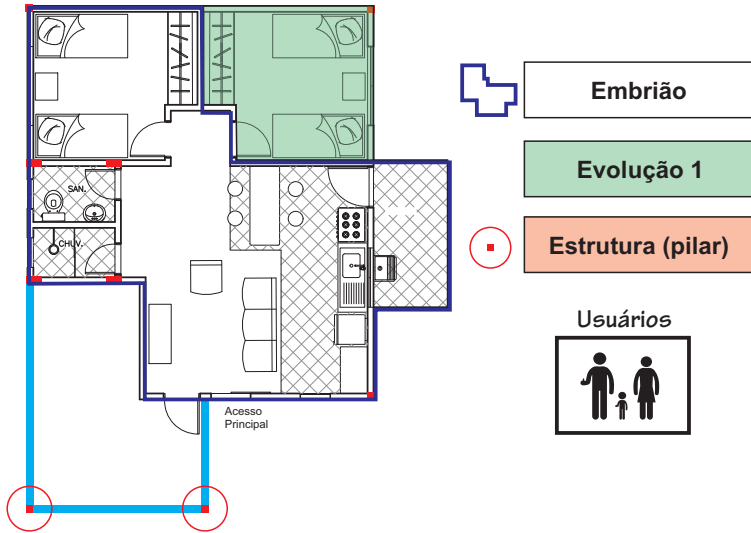 Embrião
Evolução 1
SAN.
CHUV.
Estrutura (pilar)
Usuários
Acesso
Principal